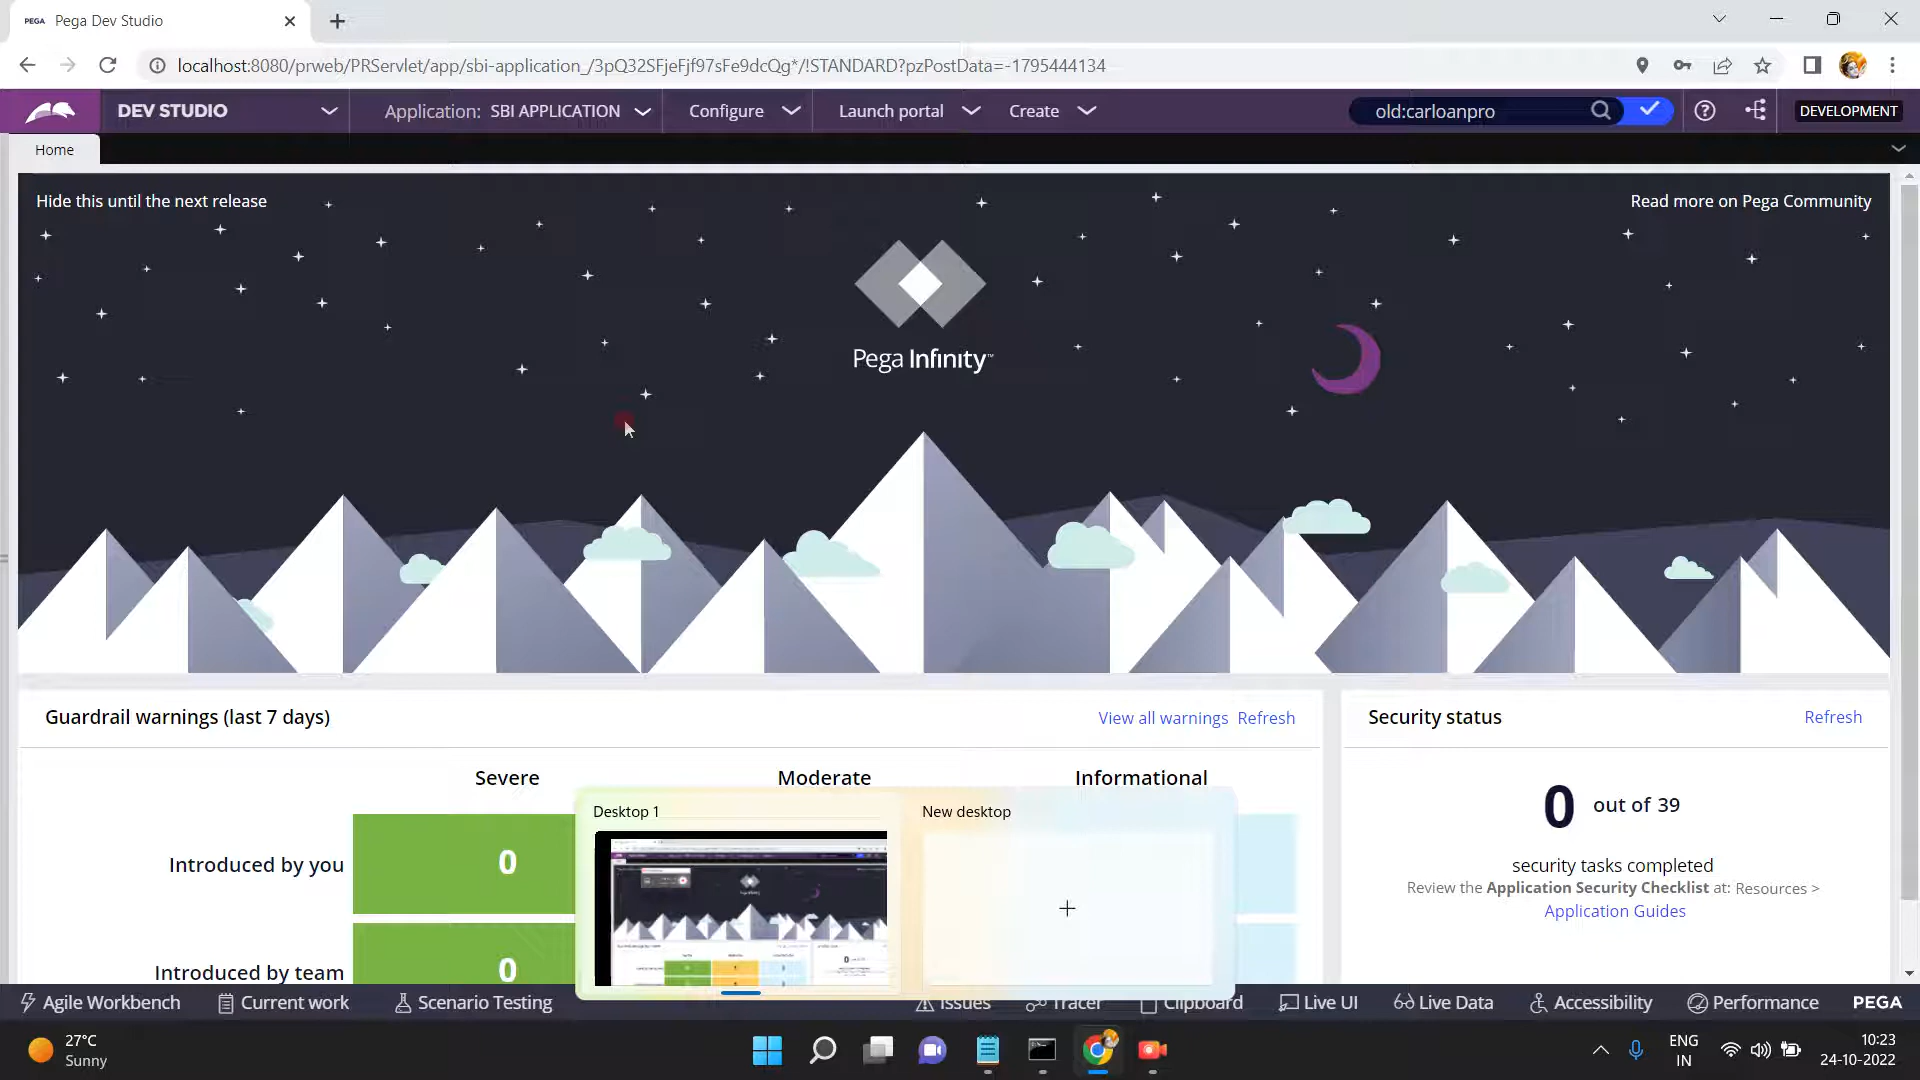 PEGA Pega Dev Studio
localhost:8080/prweb/PRServlet/app/sbi-application_/3pQ32SFjeFjf97sFe9dcQg*/!STANDARD?pzPostData=-1795444134
DEV STUDIO Application: SBI APPLICATION Configure Launch portal Create old:carloanpro DEVELOPMENT
Home
Hide this until the next release Read more on Pega Community
Pega Infinity™
Guardrail warnings (last 7 days) View all warnings Refresh Security status Refresh
Severe Moderate Informational
0 out of 39
Desktop 1 New desktop
Introduced by you 0
security tasks completed
Review the Application Security Checklist at: Resources >
Application Guides
Introduced by team 0
Agile Workbench Current work Scenario Testing Issues Tracer Clipboard Live UI Live Data Accessibility Performance PEGA
27°C
Sunny
ENG
IN
10:23
24-10-2022